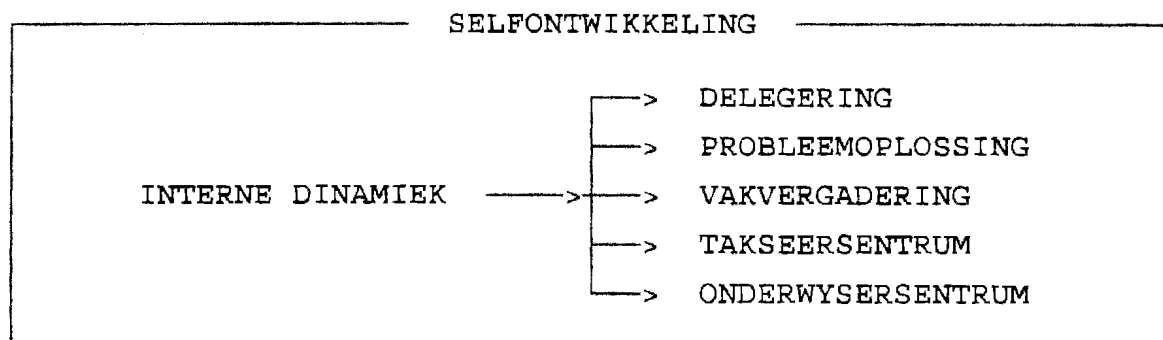 SELFONTWIKKELING
DELEGERING
PROBLEEMOPLOSSING
INTERNE DINAMIEK VAKVERGADERING
TAKSEERSENTRUM
ONDERWYSERSENTRUM